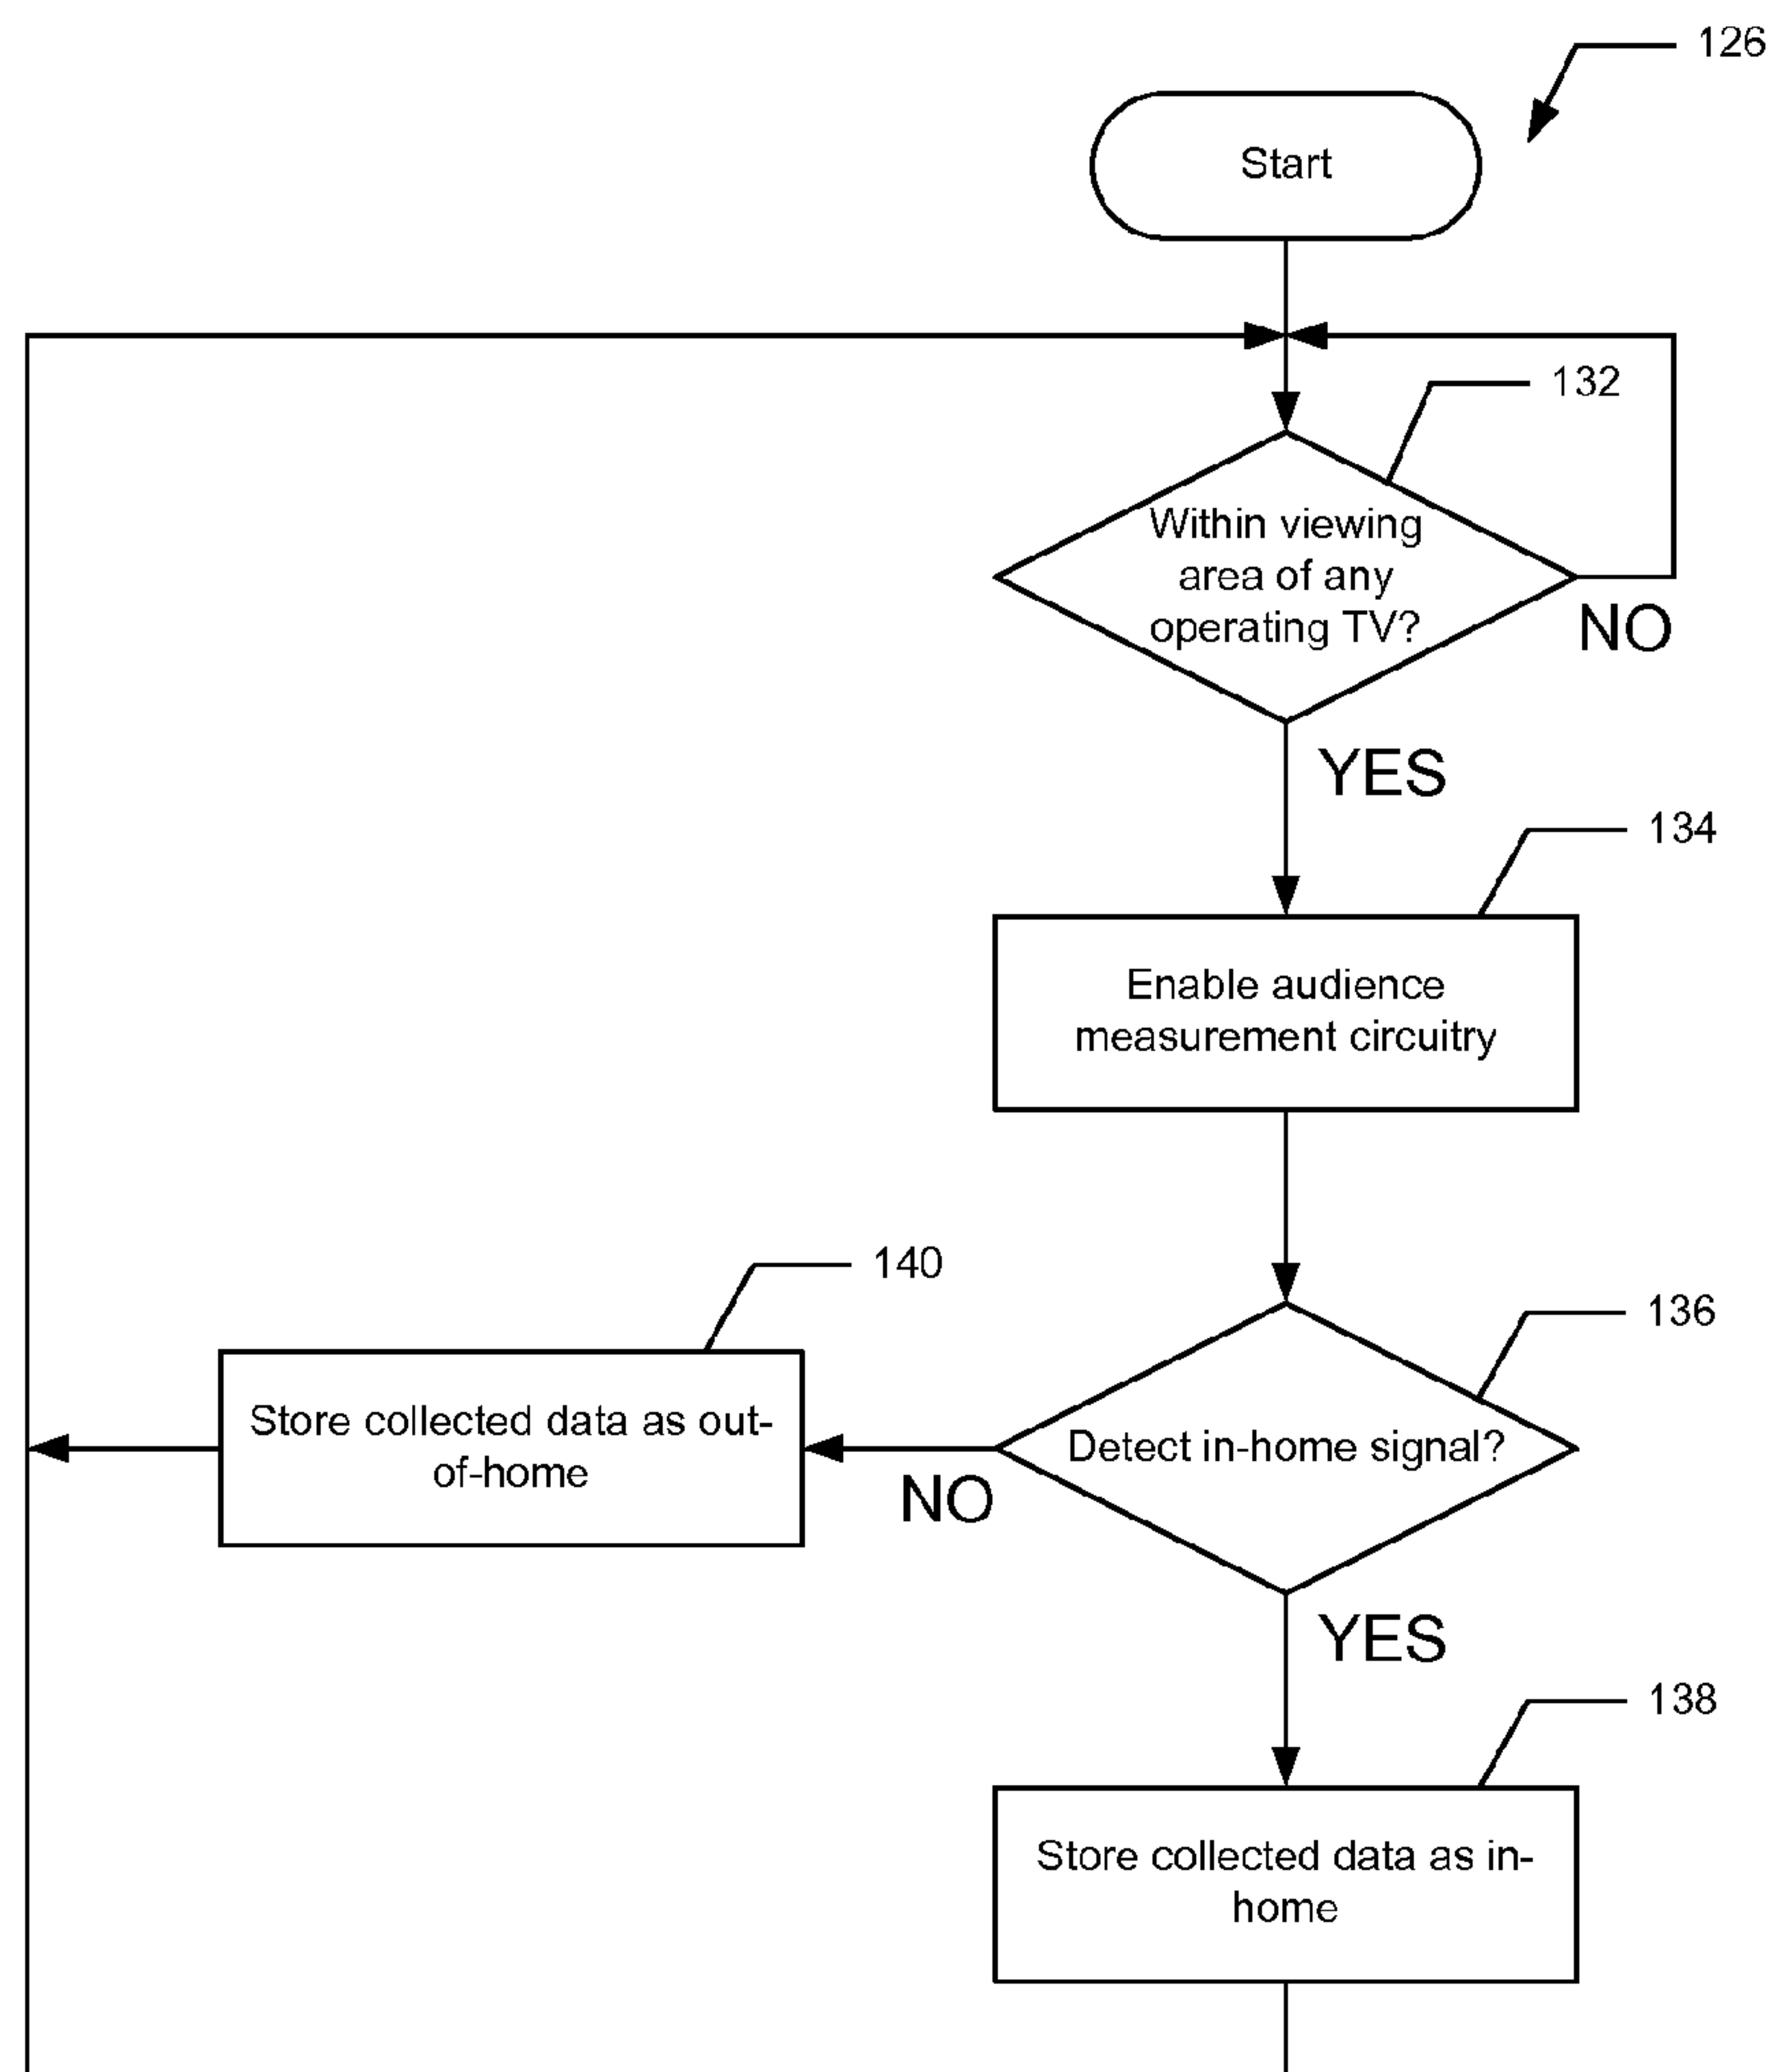 126
Start
132
Within viewing
area of any
operating TV?
NO
YES
134
Enable audience
measurement circuitry
140
136
Store collected data as out-
of-home
Detect in-home signal?
NO
YES
138
Store collected data as in-
home